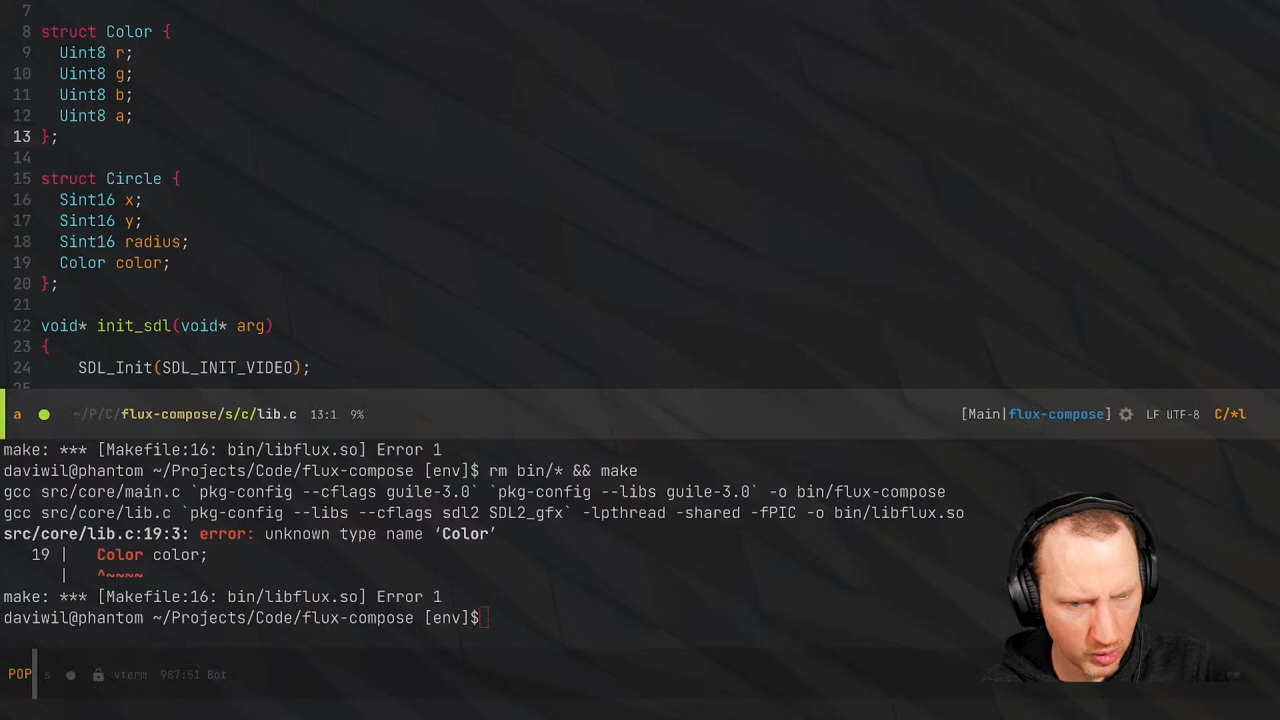 7
8 struct Color {
9 Uint8 r;
10 Uint8 g;
11 Uint8 b;
12 Uint8 a;
13 };
14
15 struct Circle {
16 Sint16 x;
17 Sint16 y;
18 Sint16 radius;
19 Color color;
20 };
21
22 void* init_sdl(void* arg)
23 {
24 SDL_Init(SDL_INIT_VIDEO);
25
a ~/P/C/flux-compose/s/c/lib.c 13:1 9% [Main|flux-compose] LF UTF-8 C/*l
make: *** [Makefile:16: bin/libflux.so] Error 1
daviwil@phantom ~/Projects/Code/flux-compose [env]$ rm bin/* && make
gcc src/core/main.c `pkg-config --cflags guile-3.0` `pkg-config --libs guile-3.0` -o bin/flux-compose
gcc src/core/lib.c `pkg-config --libs --cflags sdl2 SDL2_gfx` -lpthread -shared -fPIC -o bin/libflux.so
src/core/lib.c:19:3: error: unknown type name ‘Color’
19 | Color color;
| ^~~~~
make: *** [Makefile:16: bin/libflux.so] Error 1
daviwil@phantom ~/Projects/Code/flux-compose [env]$
POP s vterm 987:51 Bot